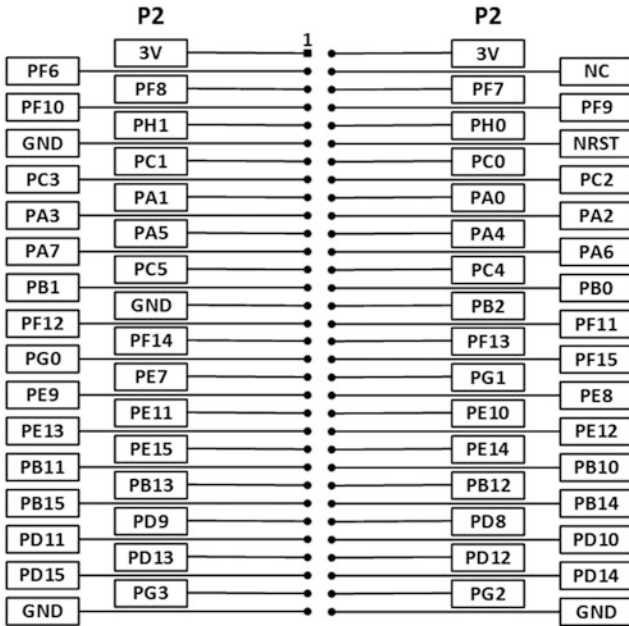 P2 P2
1
3V 3V
PF6 NC
PF8 PF7
PF10 PF9
PH1 PH0
GND NRST
PC1 PC0
PC3 PC2
PA1 PA0
PA3 PA2
PA5 PA4
PA7 PA6
PC5 PC4
PB1 PB0
GND PB2
PF12 PF11
PF14 PF13
PG0 PF15
PE7 PG1
PE9 PE8
PE11 PE10
PE13 PE12
PE15 PE14
PB11 PB10
PB13 PB12
PB15 PB14
PD9 PD8
PD11 PD10
PD13 PD12
PD15 PD14
PG3 PG2
GND GND